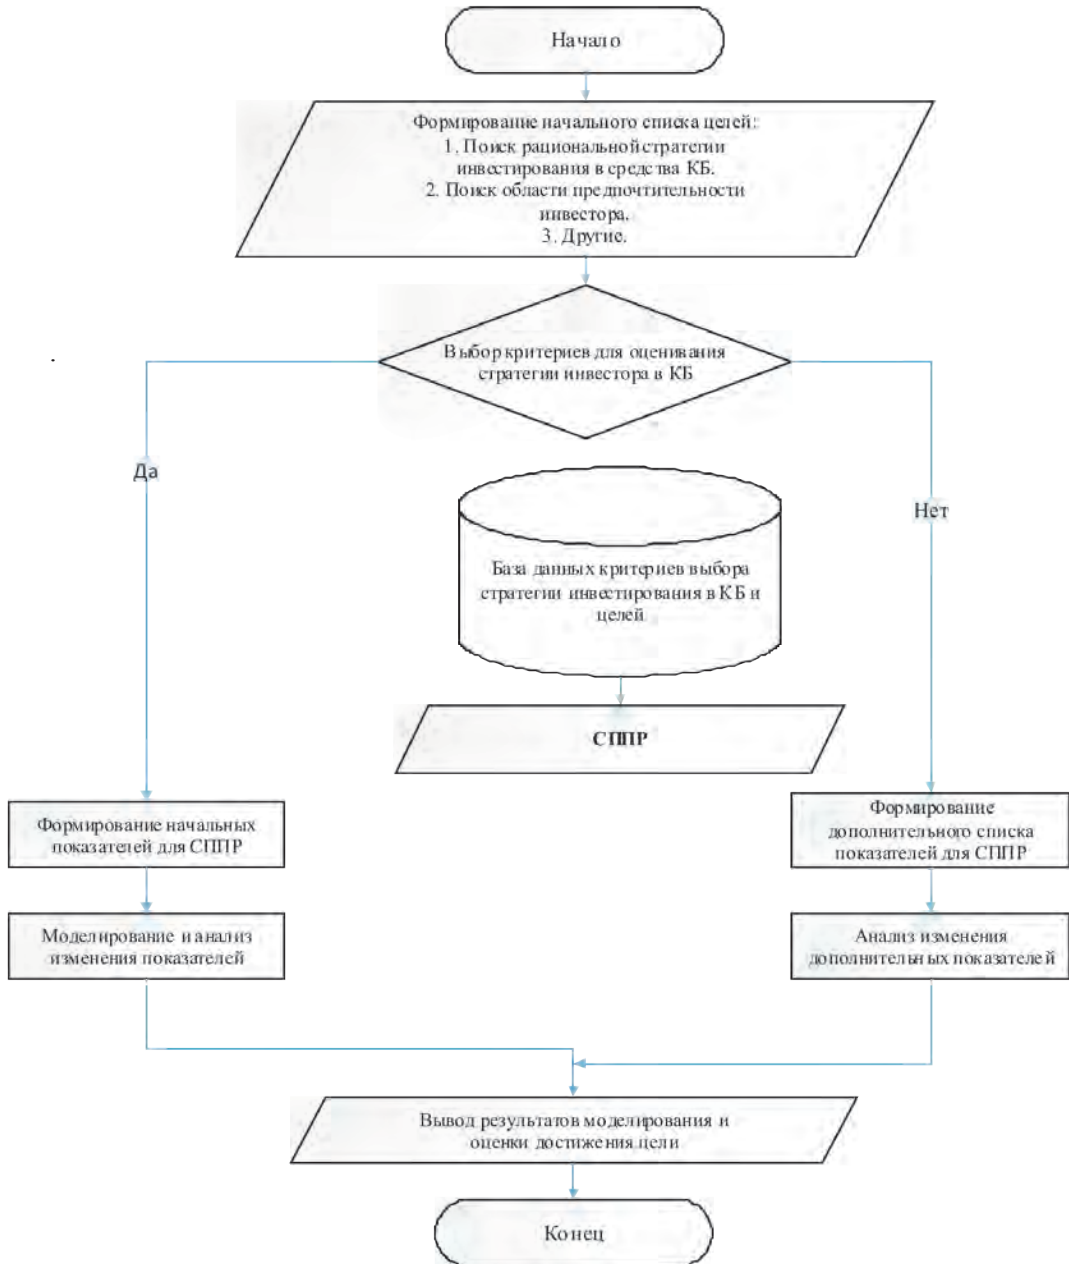 Начало
Формирование начального списка целей:
1. Поиск рациональной стратегии
инвестирования в средства КБ.
2. Поиск области предпочтительности
инвестора.
3. Другие.
Выбор критериев для оценивания
стратегии инвестора в КБ
Да
Нет
База данных критериев выбора
стратегии инвестирования в КБ и
целей
СППР
Формирование начальных
показателей для СППР
Формирование
дополнительного списка
показателей для СППР
Моделирование и анализ
изменения показателей
Анализ изменения
дополнительных показателей
Вывод результатов моделирования и
оценки достижения цели
Конец